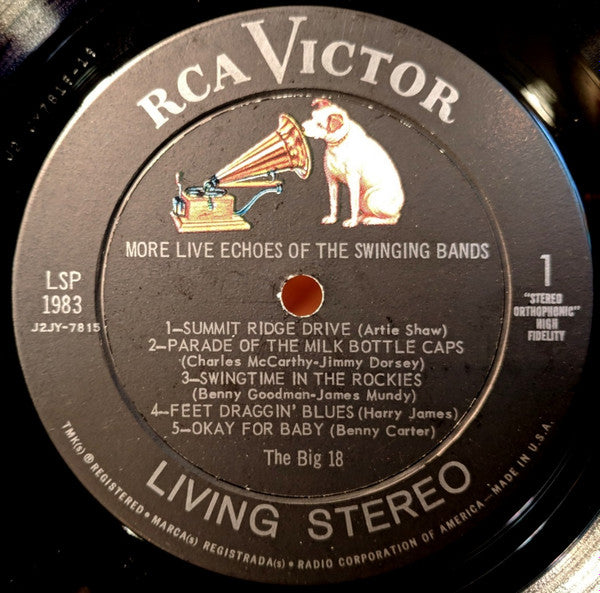 RCA VICTOR
MORE LIVE ECHOES OF THE SWINGING BANDS
LSP
1983
J2JY-7815
1
"STEREO
ORTHOPHONIC"
HIGH
FIDELITY
1—SUMMIT RIDGE DRIVE (Artie Shaw)
2—PARADE OF THE MILK BOTTLE CAPS
(Charles McCarthy-Jimmy Dorsey)
3—SWINGTIME IN THE ROCKIES
(Benny Goodman-James Mundy)
4—FEET DRAGGIN' BLUES (Harry James)
5—OKAY FOR BABY (Benny Carter)
The Big 18
LIVING STEREO
TMK(s) ® REGISTERED • MARCA(s) REGISTRADA(s) • RADIO CORPORATION OF AMERICA—MADE IN U.S.A.